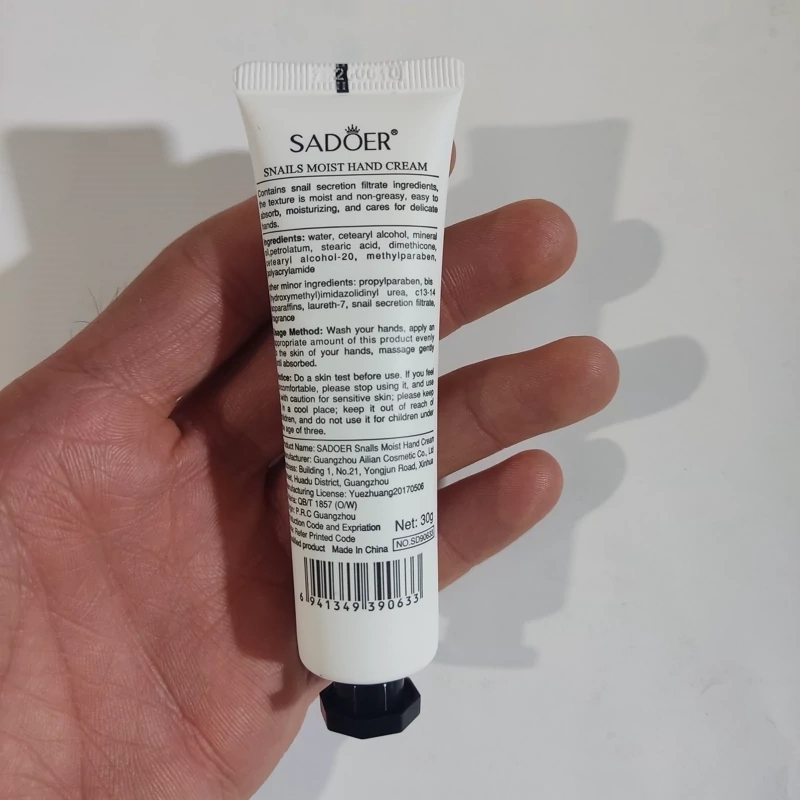 SADOER®
SNAILS MOIST HAND CREAM
Contains snail secretion filtrate ingredients,
the texture is moist and non-greasy, easy to
absorb, moisturizing, and cares for delicate
hands.
Ingredients: water, cetearyl alcohol, mineral
oil,petrolatum, stearic acid, dimethicone,
cetearyl alcohol-20, methylparaben,
polyacrylamide
other minor ingredients: propylparaben, bis
hydroxymethyl)imidazolidinyl urea, c13-14
isoparaffins, laureth-7, snail secretion filtrate,
fragrance
Usage Method: Wash your hands, apply an
appropriate amount of this product evenly
the skin of your hands, massage gently
absorbed.
Notice: Do a skin test before use. If you feel
uncomfortable, please stop using it, and use
with caution for sensitive skin; please keep
in a cool place; keep it out of reach of
children, and do not use it for children under
age of three.
Product Name: SADOER Snails Moist Hand Cream
Manufacturer: Guangzhou Ailian Cosmetic Co., Ltd
Address: Building 1, No.21, Yongjun Road, Xinhua
Huadu District, Guangzhou
Manufacturing License: Yuezhuang20170506
QB/T 1857 (O/W)
P.R.C Guangzhou
Production Code and Expriation
Refer Printed Code
product Made In China
Net: 30g
NO.SD90633
6 941349 390633